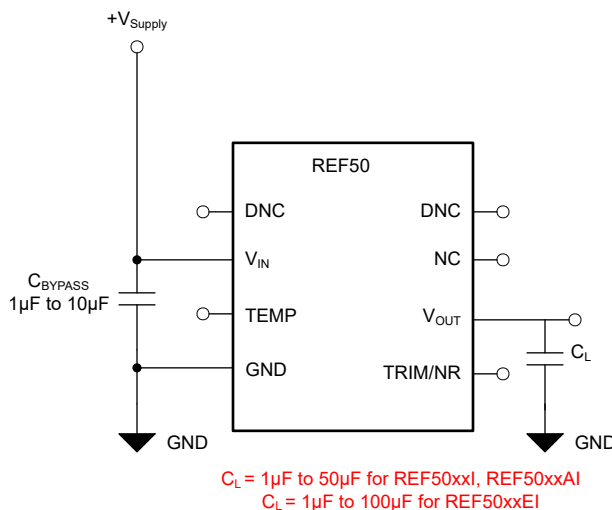 +VSupply
REF50
DNC
DNC
VIN
NC
CBYPASS
1µF to 10µF
TEMP
VOUT
CL
GND
TRIM/NR
GND
GND
CL = 1µF to 50µF for REF50xxI, REF50xxAI
CL = 1µF to 100µF for REF50xxEI